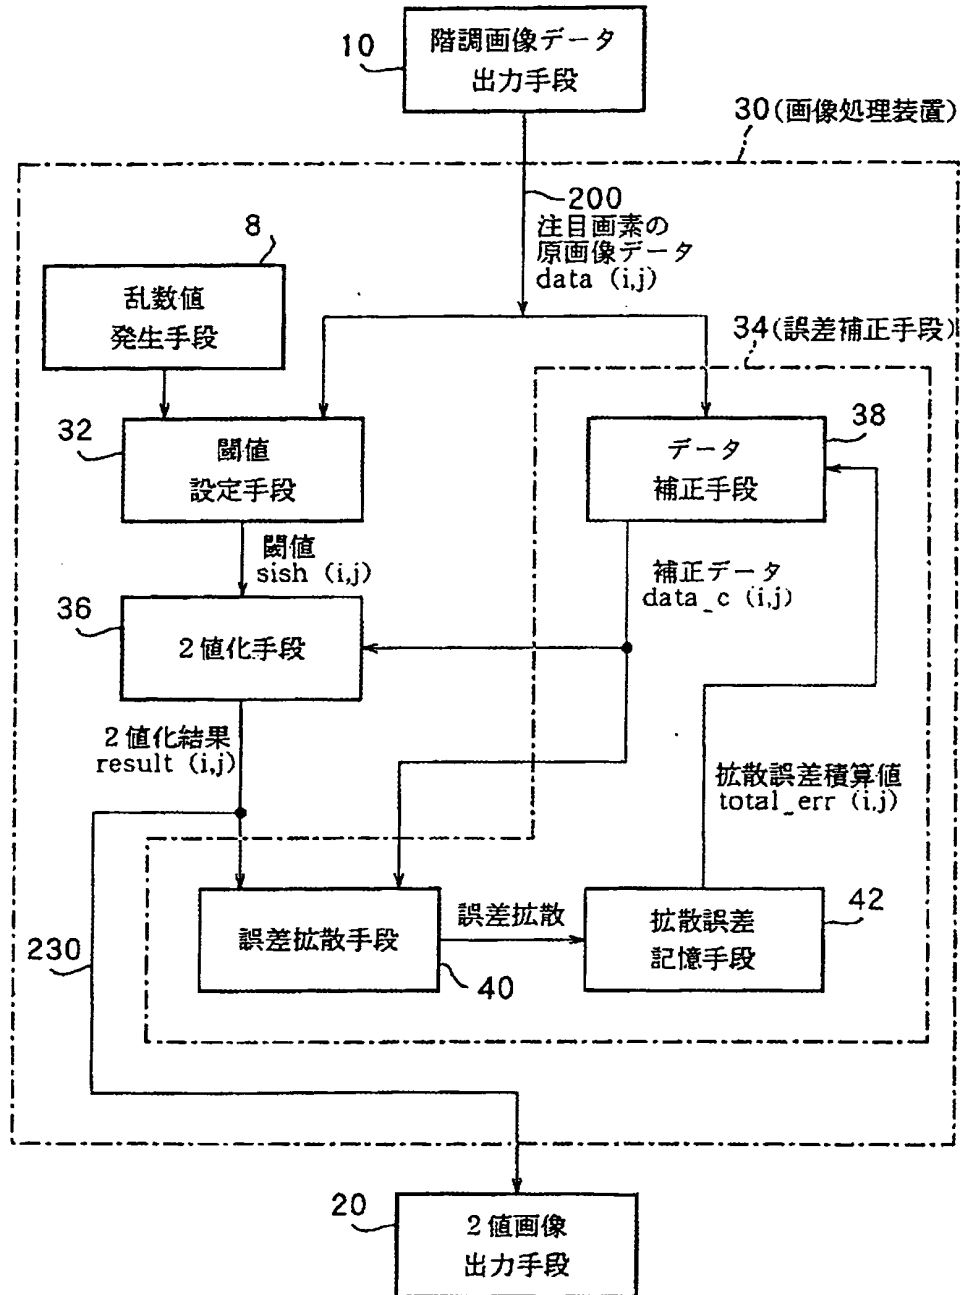 10
階調画像データ
出力手段
30(画像処理装置)
200
注目画素の
原画像データ
data (i,j)
8
乱数値
発生手段
34(誤差補正手段)
32
閾値
設定手段
38
データ
補正手段
閾値
sish (i,j)
補正データ
data_c (i,j)
36
2値化手段
2値化結果
result (i,j)
拡散誤差積算値
total_err (i,j)
誤差拡散手段
40
誤差拡散
拡散誤差
記憶手段
42
230
20
2値画像
出力手段